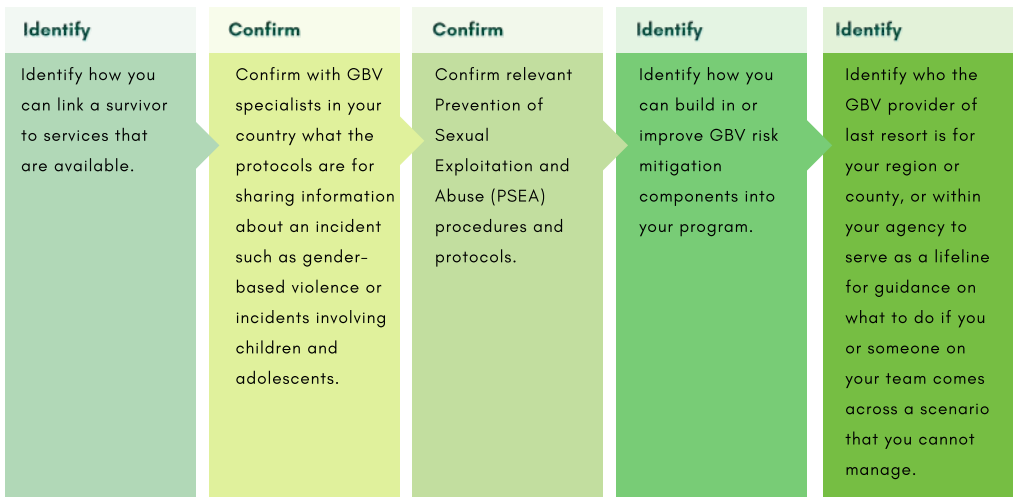 Identify
Identify how you
can link a survivor
to services that
are available.
Confirm
Confirm with GBV
specialists in your
country what the
protocols are for
sharing information
about an incident
such as gender-
based violence or
incidents involving
children and
adolescents.
Confirm
Confirm relevant
Prevention of
Sexual
Exploitation and
Abuse (PSEA)
procedures and
protocols.
Identify
Identify how you
can build in or
improve GBV risk
mitigation
components into
your program.
Identify
Identify who the
GBV provider of
last resort is for
your region or
county, or within
your agency to
serve as a lifeline
for guidance on
what to do if you
or someone on
your team comes
across a scenario
that you cannot
manage.